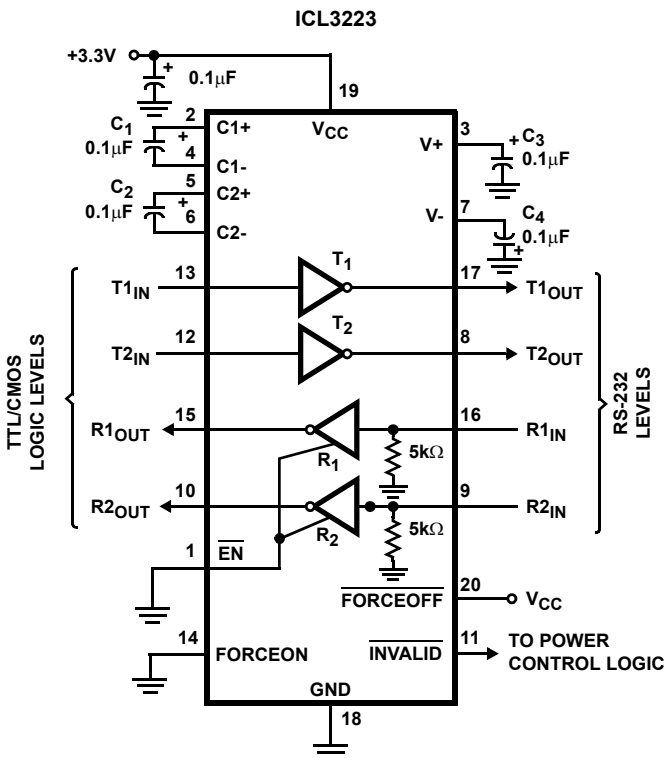 ICL3223
+3.3V
+
0.1μF
19
2
C1+
VCC
3
C1
0.1μF
+
V+
+
C3
0.1μF
4
C1-
5
C2+
C2
0.1μF
+
6
C2-
7
V-
C4
0.1μF
+
T1
13
17
T1IN
T1OUT
T2
12
8
T2IN
T2OUT
TTL/CMOS
LOGIC LEVELS
RS-232
LEVELS
15
16
R1OUT
R1IN
R1
5kΩ
10
9
R2OUT
R2IN
R2
5kΩ
1
EN
20
FORCEOFF
VCC
14
FORCEON
11
INVALID
TO POWER
CONTROL LOGIC
GND
18